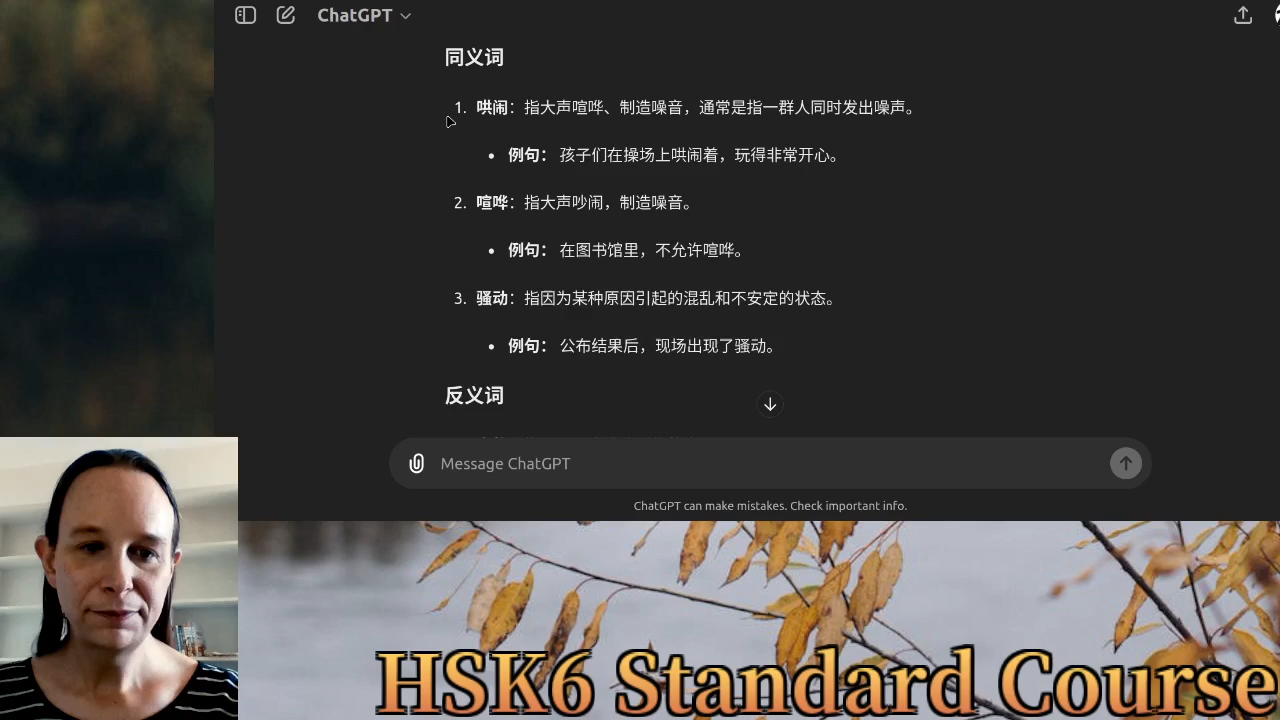 ChatGPT
同义词
1. 哄闹：指大声喧哗、制造噪音，通常是指一群人同时发出噪声。
• 例句： 孩子们在操场上哄闹着，玩得非常开心。
2. 喧哗：指大声吵闹，制造噪音。
• 例句： 在图书馆里，不允许喧哗。
3. 骚动：指因为某种原因引起的混乱和不安定的状态。
• 例句： 公布结果后，现场出现了骚动。
反义词
Message ChatGPT
ChatGPT can make mistakes. Check important info.
HSK6 Standard Course